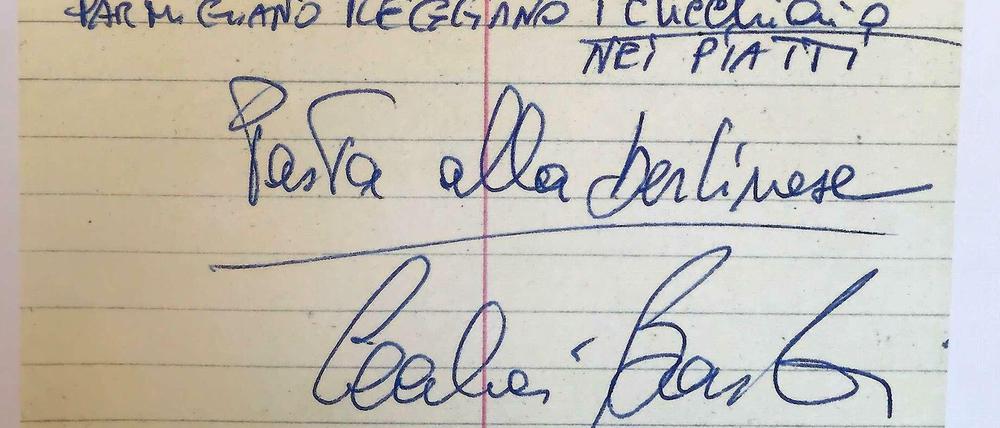 PARMIGIANO REGGIANO 1 cucchiaio
NEI PIATTI
Pasta alla berlinese